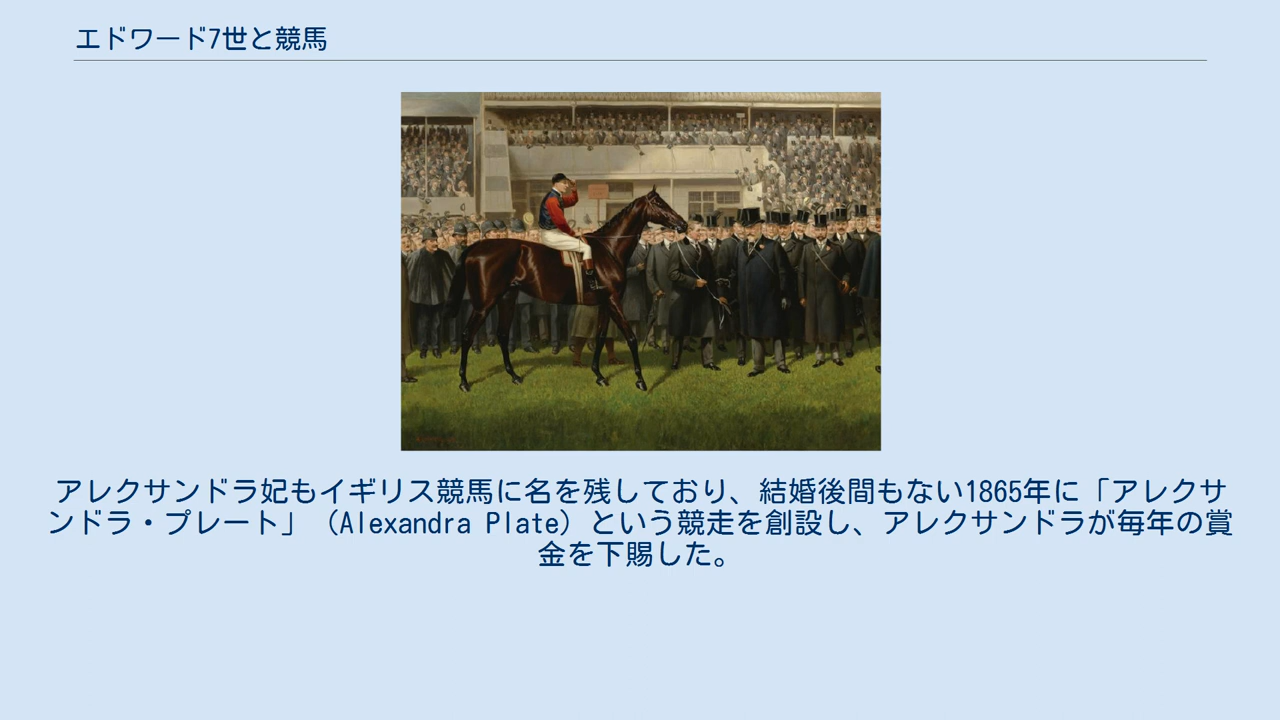 エドワード7世と競馬
アレクサンドラ妃もイギリス競馬に名を残しており、結婚後間もない1865年に「アレクサ
ンドラ・プレート」（Alexandra Plate）という競走を創設し、アレクサンドラが毎年の賞
金を下賜した。